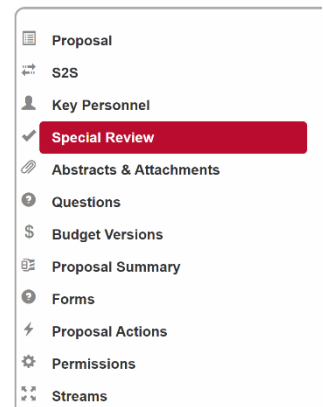 Proposal
S2S
Key Personnel
Special Review
Abstracts & Attachments
Questions
Budget Versions
Proposal Summary
Forms
Proposal Actions
Permissions
Streams